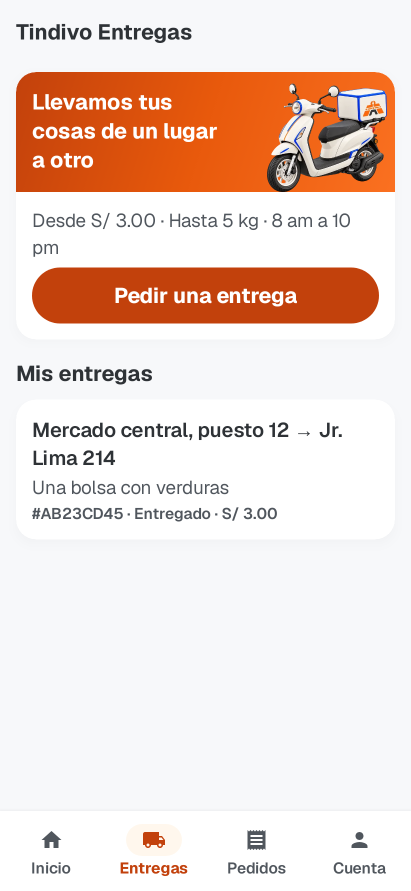 Tindivo Entregas
Llevamos tus
cosas de un lugar
a otro
Desde S/ 3.00 · Hasta 5 kg · 8 am a 10
pm
Pedir una entrega
Mis entregas
Mercado central, puesto 12 → Jr.
Lima 214
Una bolsa con verduras
#AB23CD45 · Entregado · S/ 3.00
Inicio
Entregas
Pedidos
Cuenta